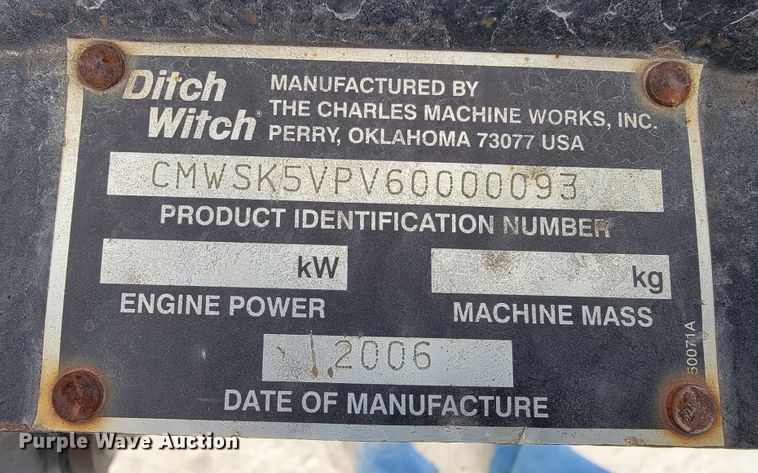 Ditch Witch®
MANUFACTURED BY
THE CHARLES MACHINE WORKS, INC.
PERRY, OKLAHOMA 73077 USA
CMWSK5VPV60000093
PRODUCT IDENTIFICATION NUMBER
kW
kg
ENGINE POWER
MACHINE MASS
2006
DATE OF MANUFACTURE
50071A
Purple Wave Auction